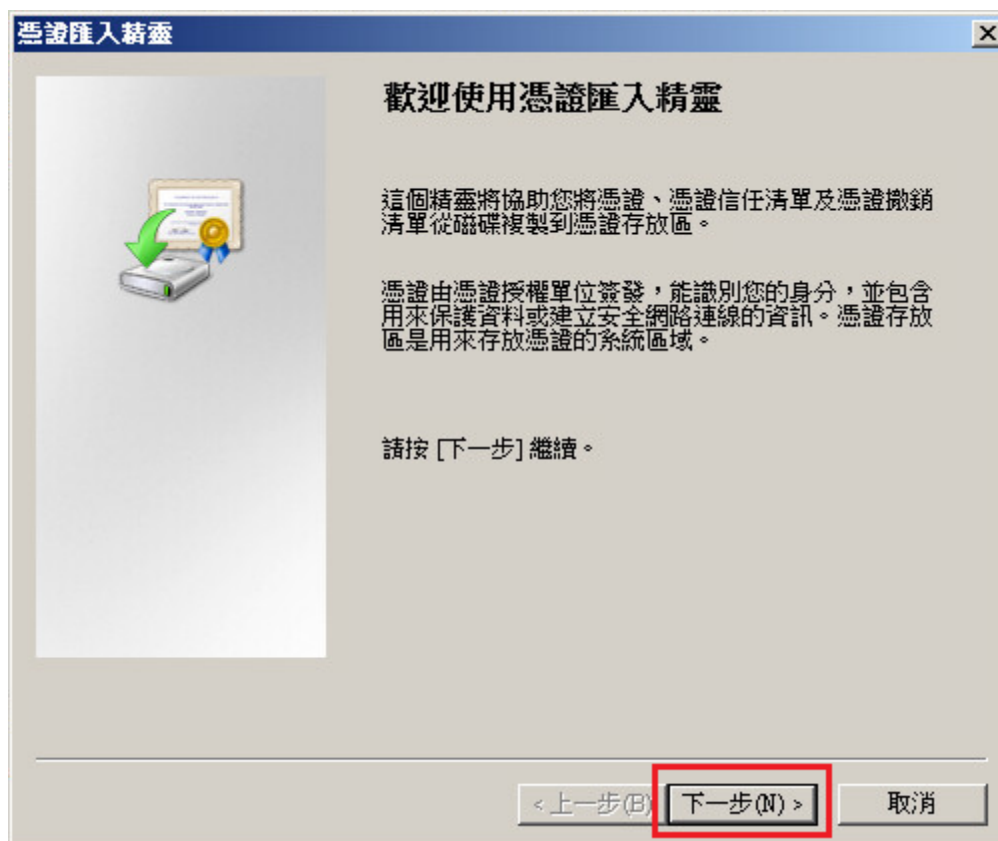 憑證匯入精靈
歡迎使用憑證匯入精靈
這個精靈將協助您將憑證、憑證信任清單及憑證撤銷
清單從磁碟複製到憑證存放區。
憑證由憑證授權單位簽發，能識別您的身分，並包含
用來保護資料或建立安全網路連線的資訊。憑證存放
區是用來存放憑證的系統區域。
請按 [下一步] 繼續。
<上一步(B) 下一步(N) > 取消